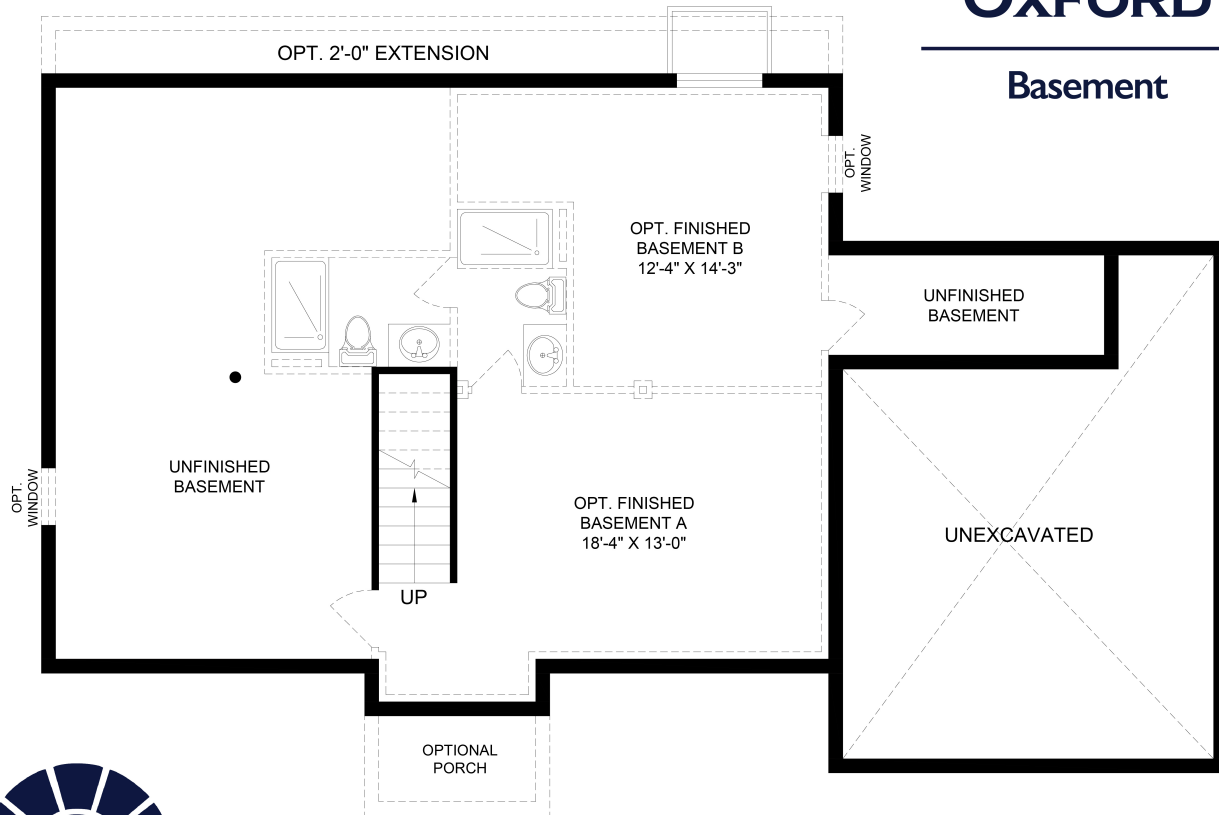 OXFORD
Basement
OPT. 2'-0" EXTENSION
OPT.
WINDOW
OPT. FINISHED
BASEMENT B
12'-4" X 14'-3"
UNFINISHED
BASEMENT
UNFINISHED
BASEMENT
OPT.
WINDOW
OPT. FINISHED
BASEMENT A
18'-4" X 13'-0"
UNEXCAVATED
UP
OPTIONAL
PORCH